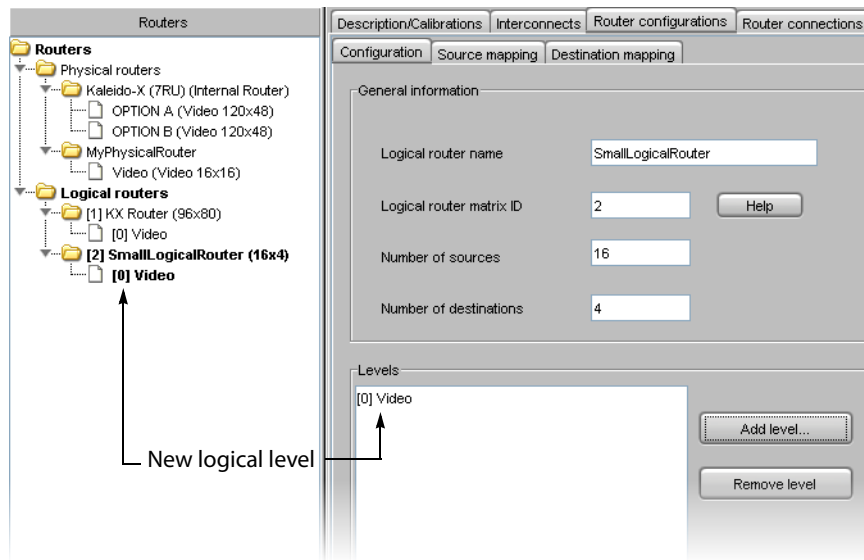 Routers
Routers
Physical routers
Kaleido-X (7RU) (Internal Router)
OPTION A (Video 120x48)
OPTION B (Video 120x48)
MyPhysicalRouter
Video (Video 16x16)
Logical routers
[1] KX Router (96x80)
[0] Video
[2] SmallLogicalRouter (16x4)
[0] Video
New logical level
Description/Calibrations Interconnects Router configurations Router connections
Configuration Source mapping Destination mapping
General information
Logical router name SmallLogicalRouter
Logical router matrix ID 2 Help
Number of sources 16
Number of destinations 4
Levels
[0] Video
Add level...
Remove level